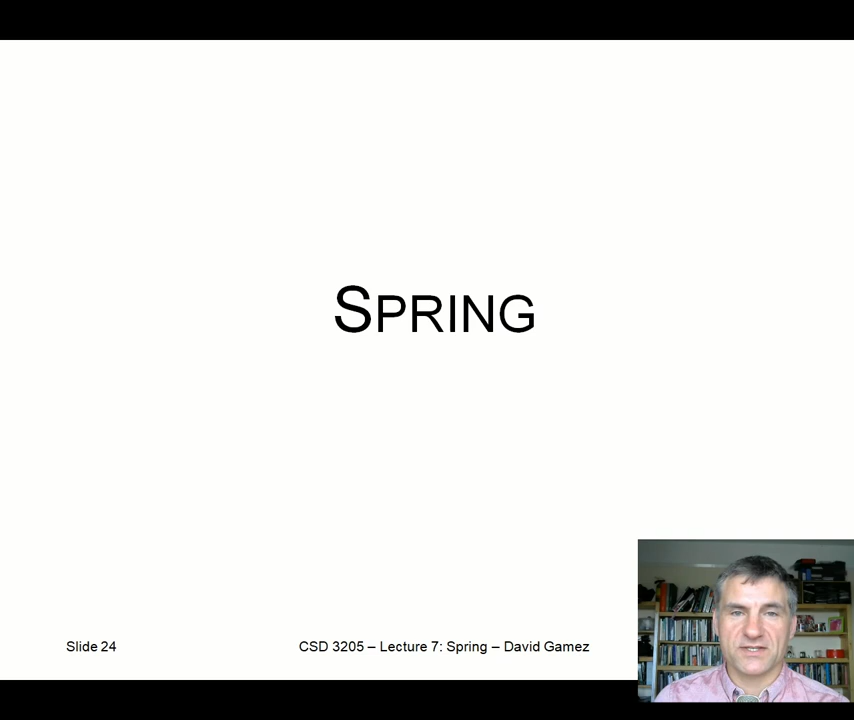 SPRING
Slide 24
CSD 3205 – Lecture 7: Spring – David Gamez